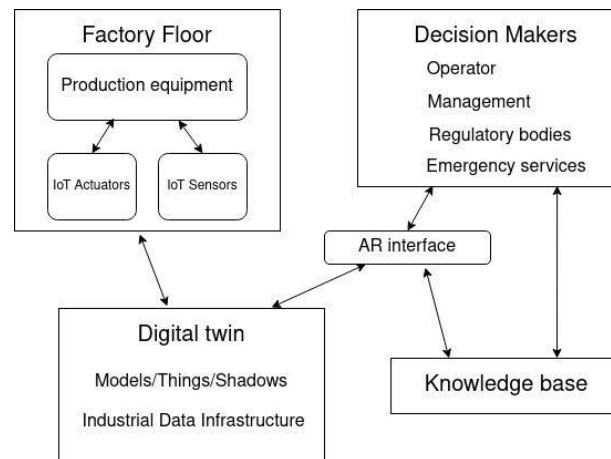 Factory Floor
Production equipment
IoT Actuators
IoT Sensors
Decision Makers
Operator
Management
Regulatory bodies
Emergency services
AR interface
Digital twin
Models/Things/Shadows
Industrial Data Infrastructure
Knowledge base